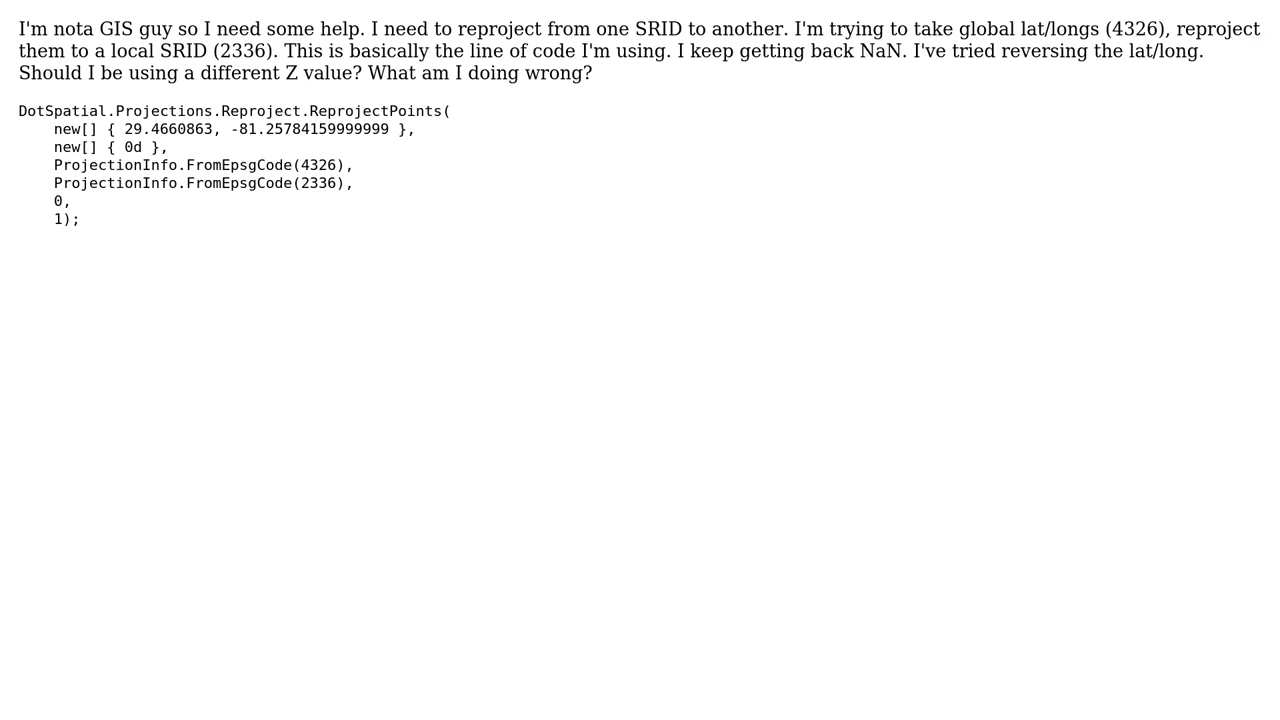 I'm nota GIS guy so I need some help. I need to reproject from one SRID to another. I'm trying to take global lat/longs (4326), reproject
them to a local SRID (2336). This is basically the line of code I'm using. I keep getting back NaN. I've tried reversing the lat/long.
Should I be using a different Z value? What am I doing wrong?
DotSpatial.Projections.Reproject.ReprojectPoints(
    new[] { 29.4660863, -81.25784159999999 },
    new[] { 0d },
    ProjectionInfo.FromEpsgCode(4326),
    ProjectionInfo.FromEpsgCode(2336),
    0,
    1);